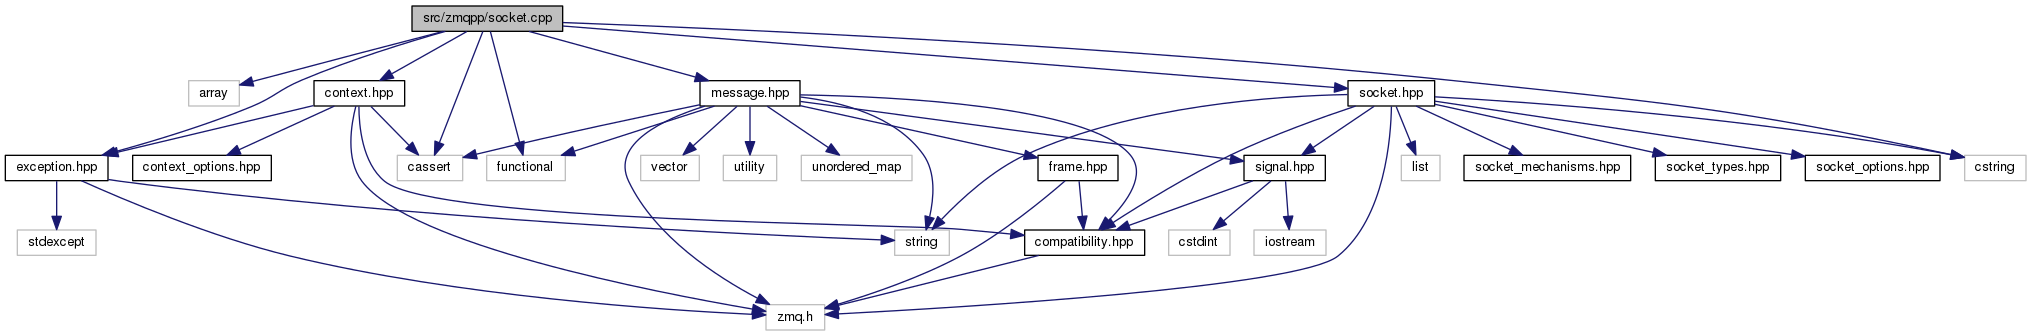 src/zmqpp/socket.cpp
array
context.hpp
message.hpp
socket.hpp
exception.hpp
context_options.hpp
cassert
functional
vector
utility
unordered_map
frame.hpp
signal.hpp
list
socket_mechanisms.hpp
socket_types.hpp
socket_options.hpp
cstring
stdexcept
string
compatibility.hpp
cstdint
iostream
zmq.h